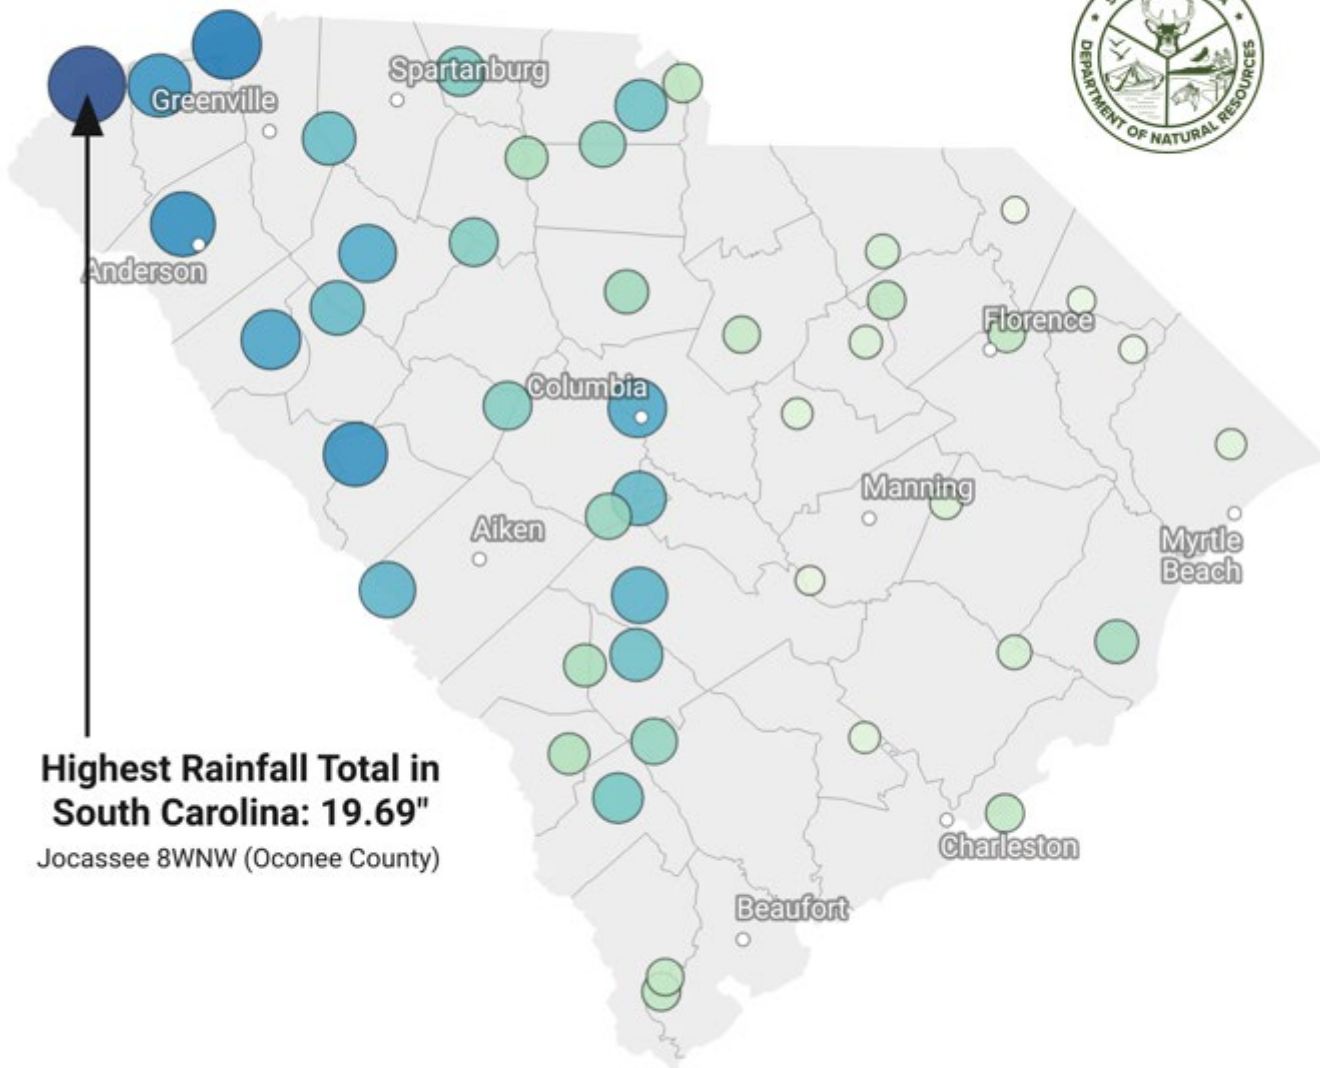 DEPARTMENT OF NATURAL RESOURCES
Spartanburg
Greenville
Anderson
Florence
Columbia
Manning
Aiken
Myrtle
Beach
Highest Rainfall Total in
South Carolina: 19.69"
Jocassee 8WNW (Oconee County)
Charleston
Beaufort